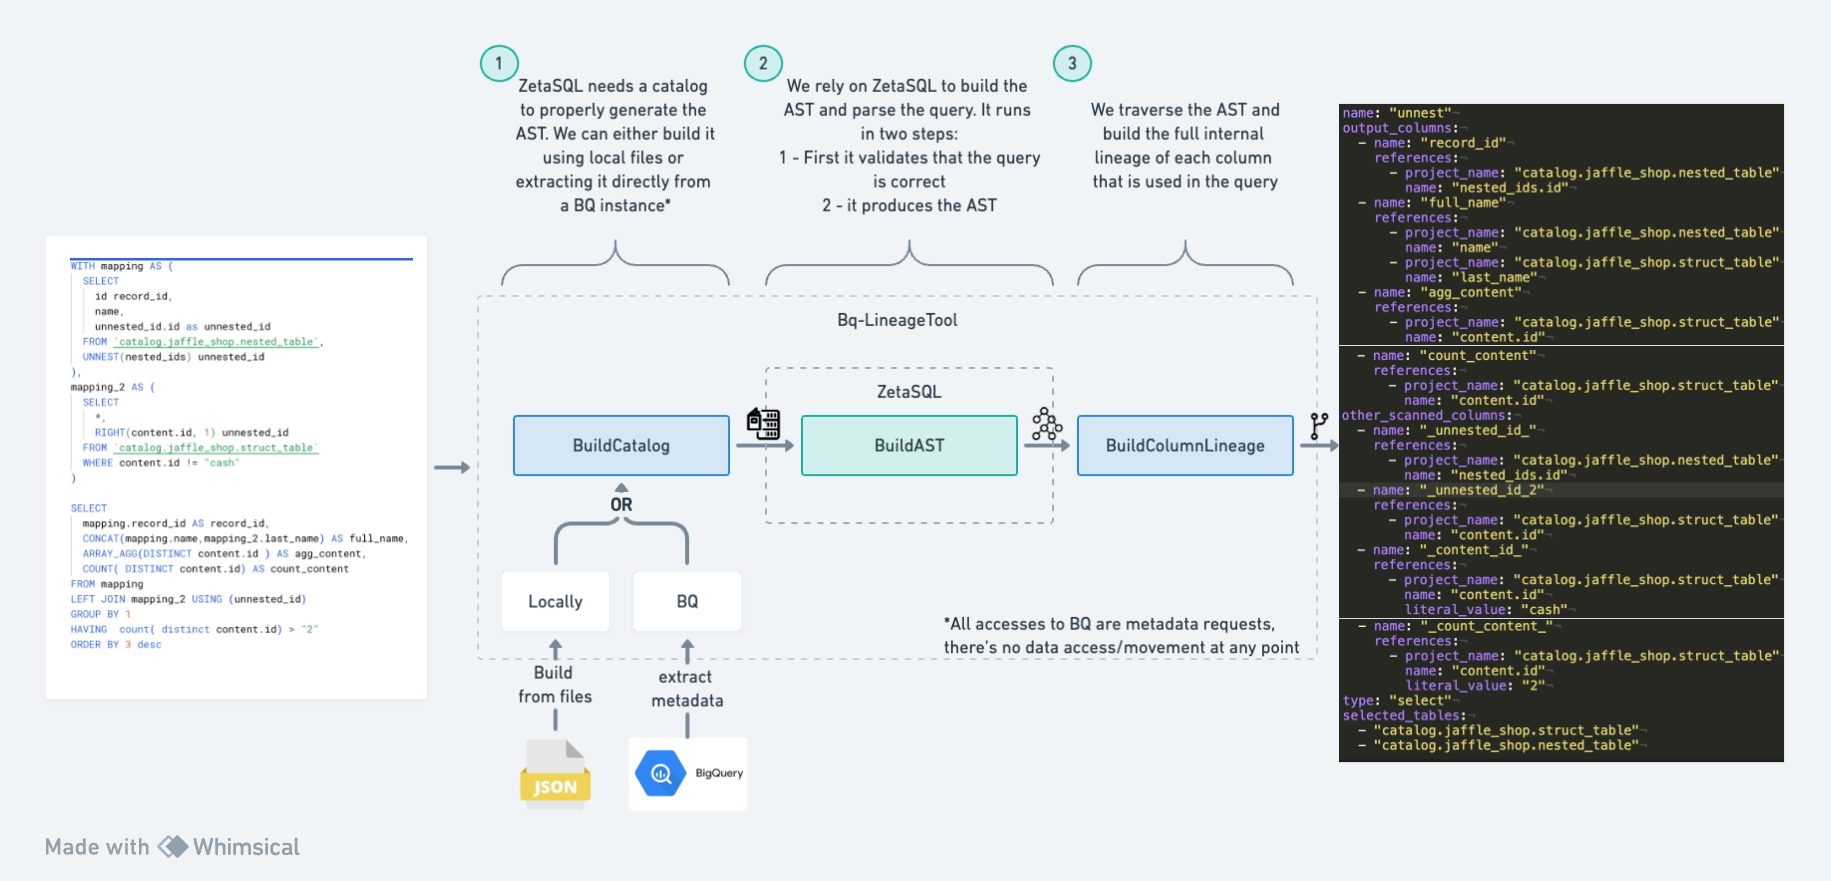 1
ZetaSQL needs a catalog
to properly generate the
AST. We can either build it
using local files or
extracting it directly from
a BQ instance*
2
We rely on ZetaSQL to build the
AST and parse the query. It runs
in two steps:
1 - First it validates that the query
is correct
2 - it produces the AST
3
We traverse the AST and
build the full internal
lineage of each column
that is used in the query
WITH mapping AS (
SELECT
id record_id,
name,
unnested_id.id as unnested_id
FROM `catalog.jaffle_shop.nested_table`,
UNNEST(nested_ids) unnested_id
),
mapping_2 AS (
SELECT
*,
RIGHT(content.id, 1) unnested_id
FROM `catalog.jaffle_shop.struct_table`
WHERE content.id != "cash"
)
SELECT
mapping.record_id AS record_id,
CONCAT(mapping.name,mapping_2.last_name) AS full_name,
ARRAY_AGG(DISTINCT content.id ) AS agg_content,
COUNT( DISTINCT content.id) AS count_content
FROM mapping
LEFT JOIN mapping_2 USING (unnested_id)
GROUP BY 1
HAVING count( distinct content.id) > "2"
ORDER BY 3 desc
Bq-LineageTool
ZetaSQL
BuildCatalog
BuildAST
BuildColumnLineage
OR
Locally
BQ
*All accesses to BQ are metadata requests,
there's no data access/movement at any point
Build
from files
extract
metadata
JSON
BigQuery
name: "unnest"¬
output_columns:¬
- name: "record_id"¬
references:¬
- project_name: "catalog.jaffle_shop.nested_table"¬
name: "nested_ids.id"¬
- name: "full_name"¬
references:¬
- project_name: "catalog.jaffle_shop.nested_table"¬
name: "name"¬
- project_name: "catalog.jaffle_shop.struct_table"¬
name: "last_name"¬
- name: "agg_content"¬
references:¬
- project_name: "catalog.jaffle_shop.struct_table"¬
name: "content.id"¬
- name: "count_content"¬
references:¬
- project_name: "catalog.jaffle_shop.struct_table"¬
name: "content.id"¬
other_scanned_columns:¬
- name: "_unnested_id_"¬
references:¬
- project_name: "catalog.jaffle_shop.nested_table"¬
name: "nested_ids.id"¬
- name: "_unnested_id_2"¬
references:¬
- project_name: "catalog.jaffle_shop.struct_table"¬
name: "content.id"¬
- name: "_content_id_"¬
references:¬
- project_name: "catalog.jaffle_shop.struct_table"¬
name: "content.id"¬
literal_value: "cash"¬
- name: "_count_content_"¬
references:¬
- project_name: "catalog.jaffle_shop.struct_table"¬
name: "content.id"¬
literal_value: "2"¬
type: "select"¬
selected_tables:¬
- "catalog.jaffle_shop.struct_table"¬
- "catalog.jaffle_shop.nested_table"¬
Made with Whimsical